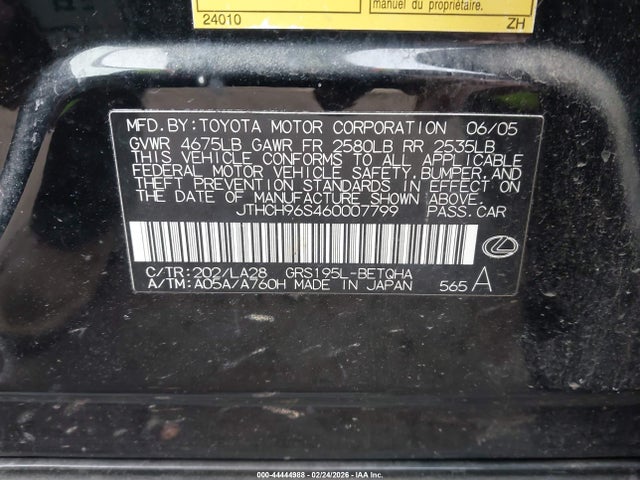 manuel du propriétaire.
24010 ZH
MFD.BY:TOYOTA MOTOR CORPORATION 06/05
GVWR 4675LB GAWR FR 2580LB RR 2535LB
THIS VEHICLE CONFORMS TO ALL APPLICABLE
FEDERAL MOTOR VEHICLE SAFETY,BUMPER,AND
THEFT PREVENTION STANDARDS IN EFFECT ON
THE DATE OF MANUFACTURE SHOWN ABOVE.
JTHCH96S460007799 PASS.CAR
C/TR:202/LA28 GRS195L-BETQHA
A/TM:A05A/A760H MADE IN JAPAN 565 A
000-44444988 - 02/24/2026 - IAA Inc.